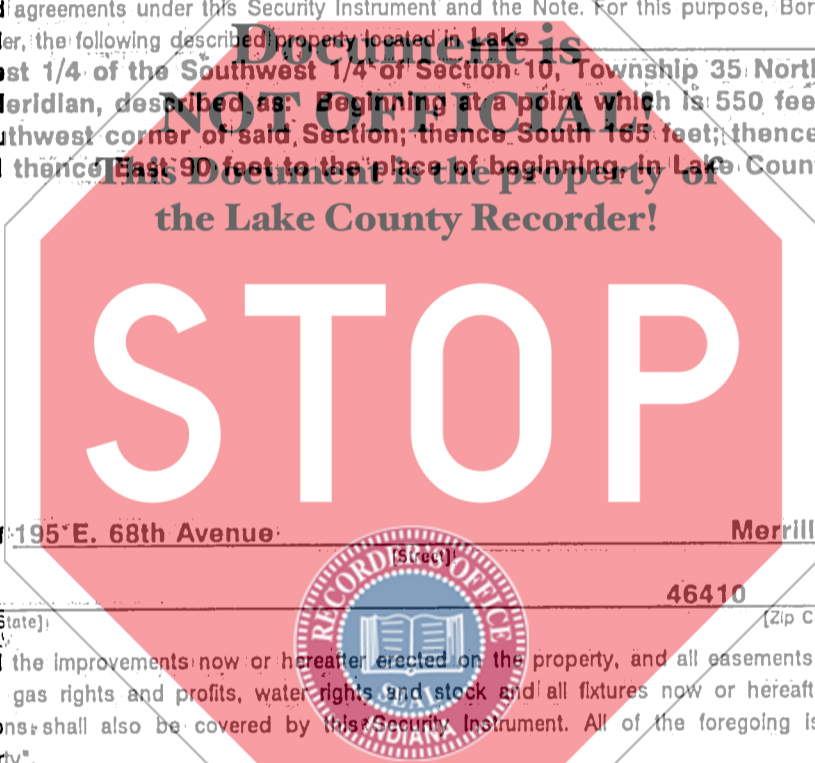 agreements under this Security Instrument and the Note. For this purpose, Bor
er, the following described property located in Lake
Document is
st 1/4 of the Southwest 1/4 of Section 10, Township 35 North
eridian, described as: Beginning at a point which is 550 fee
NOT OFFICIAL!
uthwest corner of said Section; thence South 165 feet; thence
thence East 90 feet to the place of beginning, in Lake Coun
This Document is the property of
the Lake County Recorder!
STOP
195 E. 68th Avenue Merrill
[Street]
46410
State] [Zip C
RECORDER OFFICE
SEAL
INDIANA
the improvements now or hereafter erected on the property, and all easements
gas rights and profits, water rights and stock and all fixtures now or hereaft
ons shall also be covered by this Security Instrument. All of the foregoing is
rty".